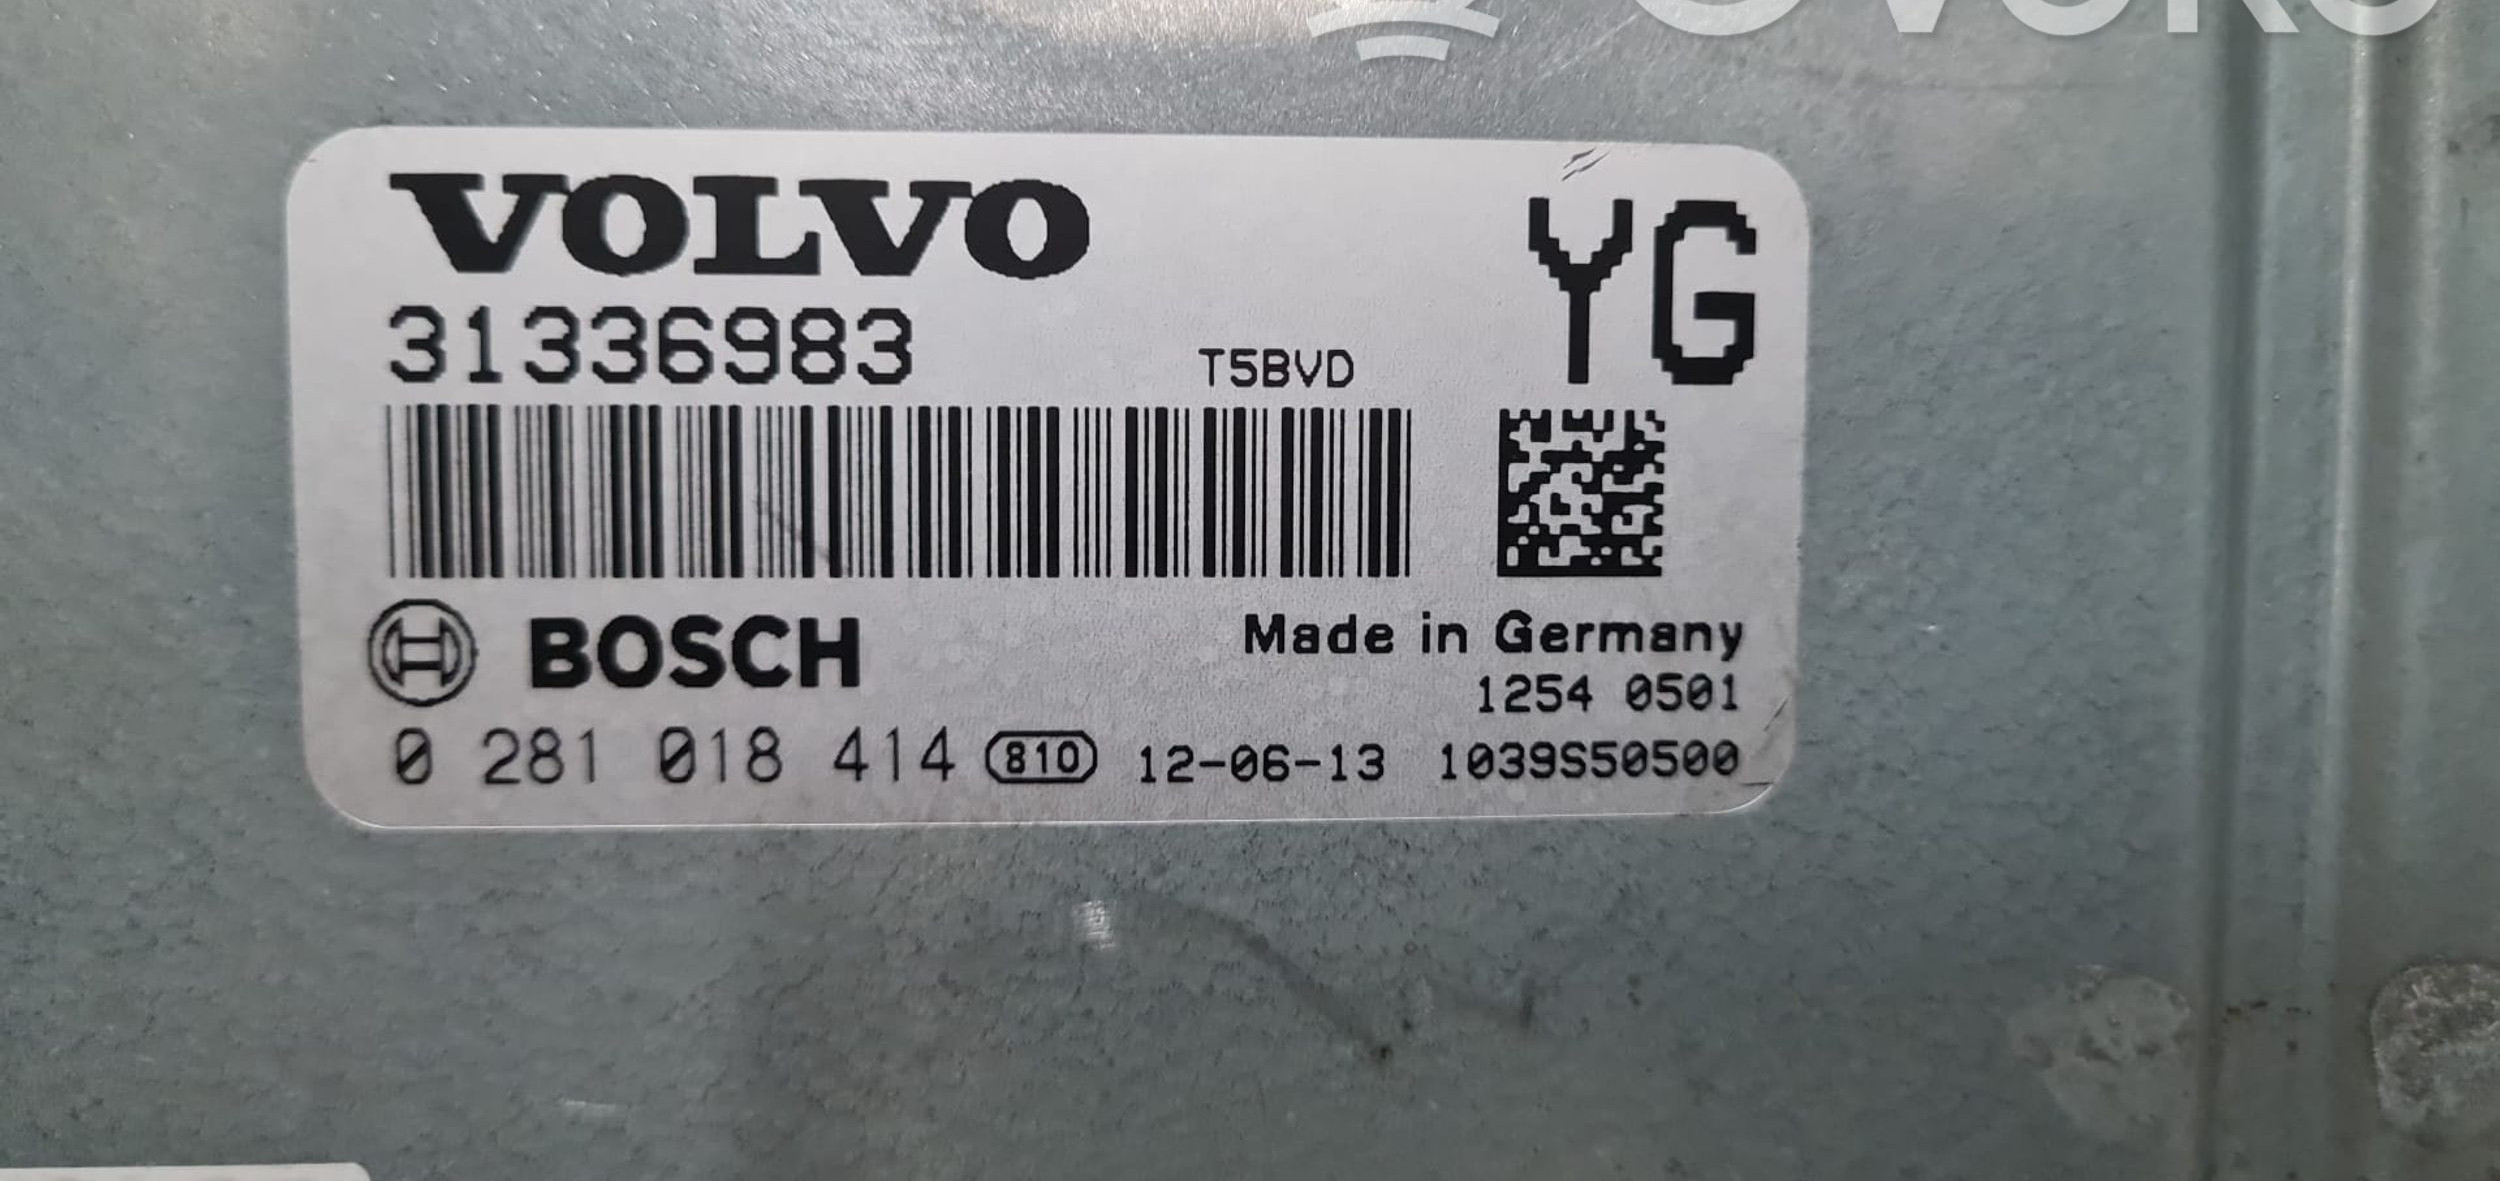 VOLVO
YG
31336983
T5BVD
BOSCH
Made in Germany
1254 0501
0 281 018 414 810 12-06-13 1039S50500